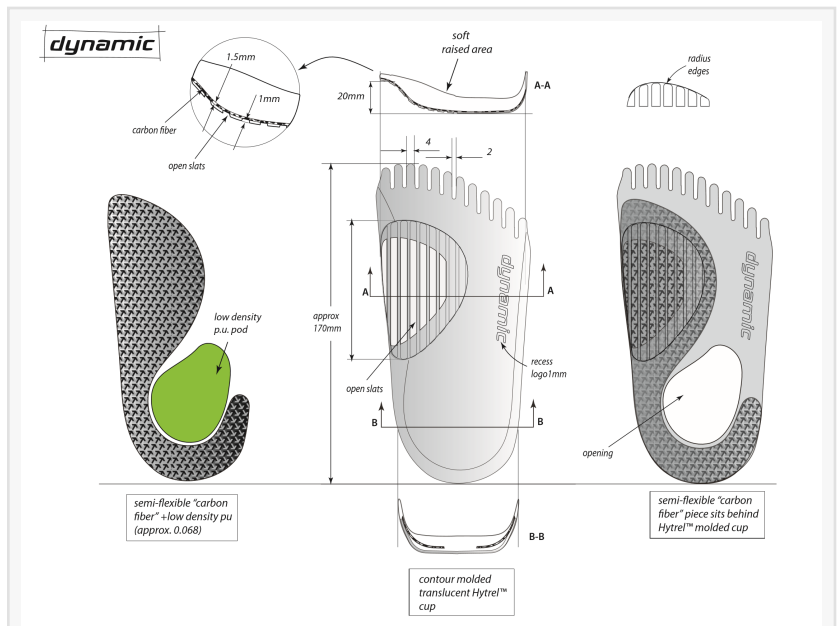 dynamic
1.5mm
1mm
carbon fiber
open slats
soft
raised area
20mm
A-A
radius
edges
4
2
low density
p.u. pod
approx
170mm
A
A
dynamic
open slats
recess
logo1mm
B
B
dynamic
opening
semi-flexible "carbon
fiber" +low density pu
(approx. 0.068)
B-B
contour molded
translucent Hytrel™
cup
semi-flexible "carbon
fiber" piece sits behind
Hytrel™ molded cup